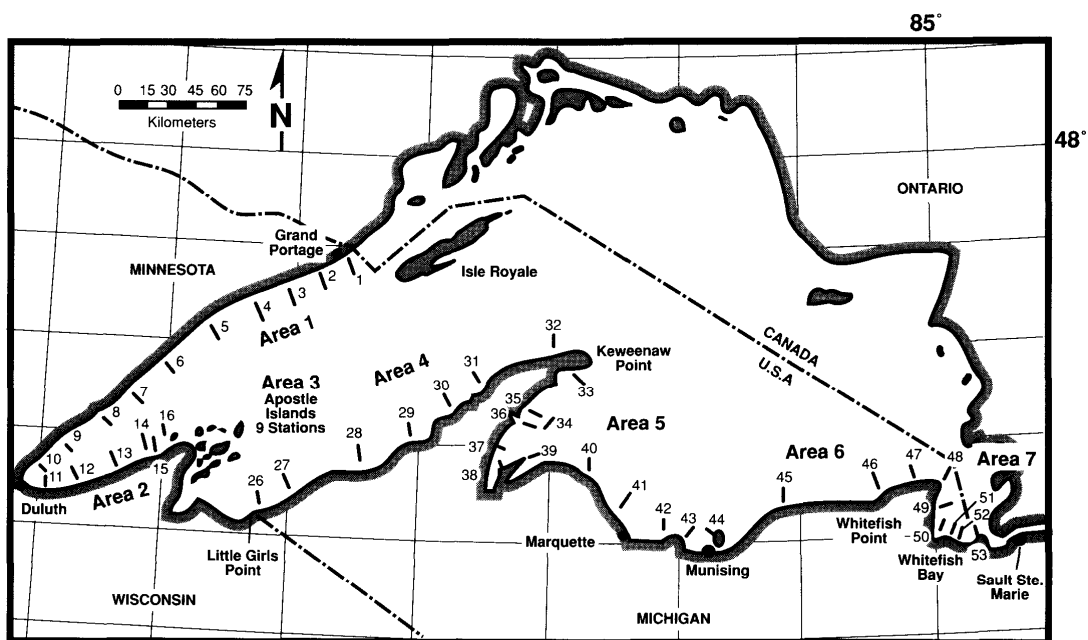 85°
0 15 30 45 60 75
Kilometers
N
48°
ONTARIO
Grand
Portage
MINNESOTA
Isle Royale
1
2
3
4
5
6
7
8
9
10
11
12
13
14
15
16
Area 1
Area 2
Area 3
Apostle
Islands
9 Stations
Area 4
CANADA
U.S.A
Keweenaw
Point
26
27
28
29
30
31
32
33
34
35
36
37
38
39
40
41
42
43
44
45
46
47
48
49
50
51
52
53
Area 5
Area 6
Area 7
Duluth
Little Girls
Point
Marquette
Munising
Whitefish
Point
Whitefish
Bay
Sault Ste.
Marie
WISCONSIN
MICHIGAN